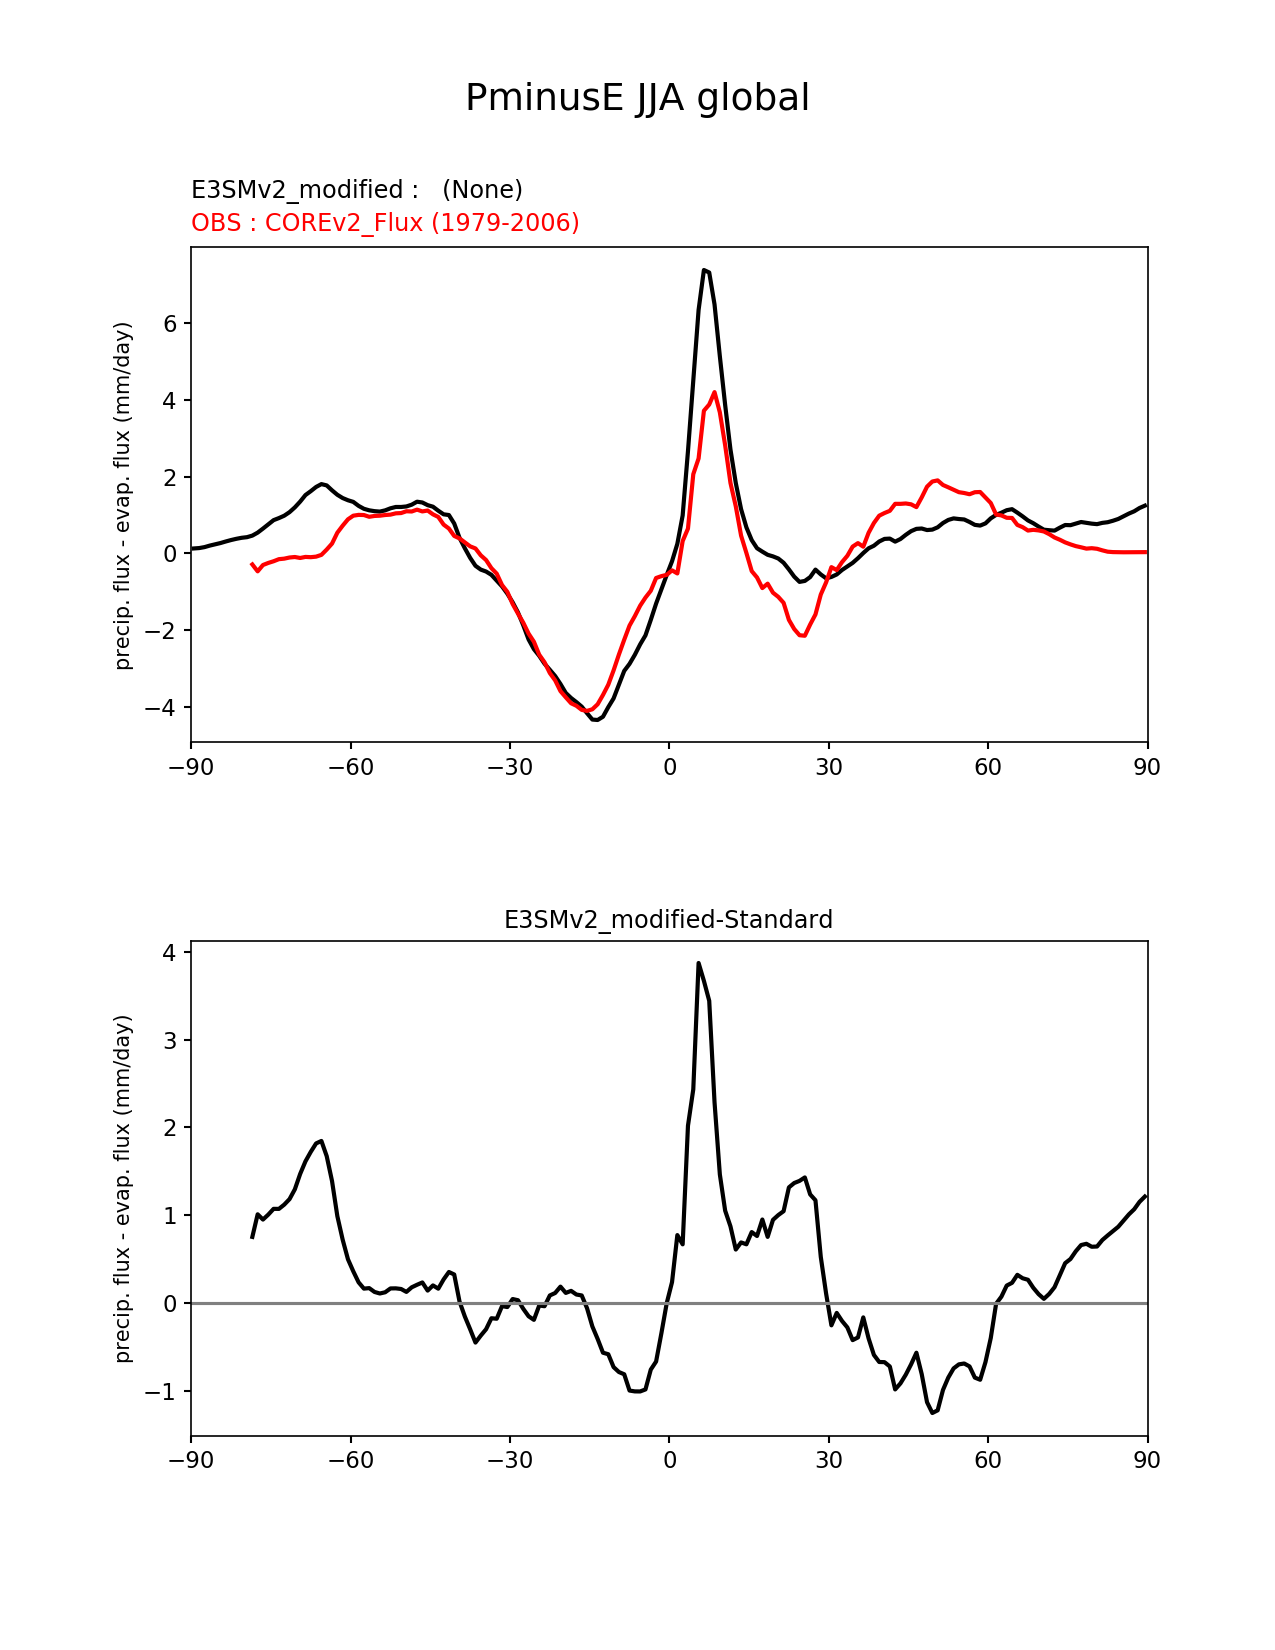 PminusE JJA global
E3SMv2_modified :   (None)
OBS : COREv2_Flux (1979-2006)
precip. flux - evap. flux (mm/day)
6
4
2
0
−2
−4
−90 −60 −30 0 30 60 90
E3SMv2_modified-Standard
precip. flux - evap. flux (mm/day)
4
3
2
1
0
−1
−90 −60 −30 0 30 60 90